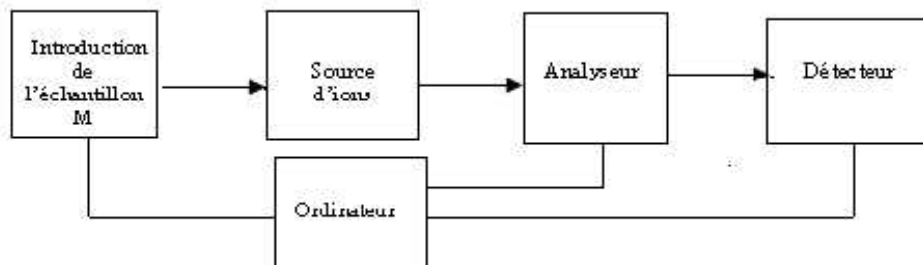 Introduction
de
l'échantillon
M
Source
d'ions
Analyseur
Détecteur
Ordinateur